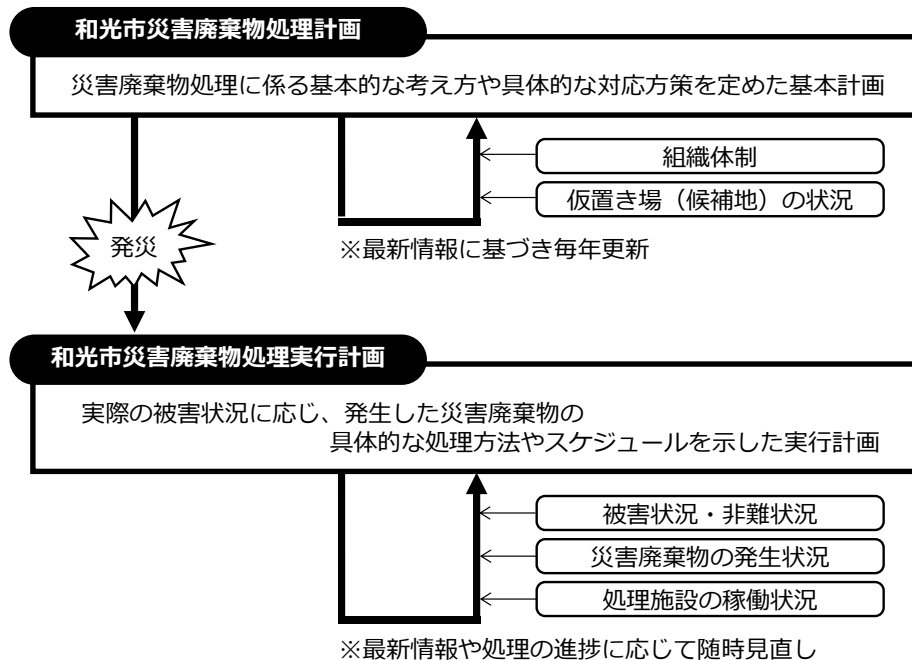 和光市災害廃棄物処理計画
災害廃棄物処理に係る基本的な考え方や具体的な対応方策を定めた基本計画
組織体制
仮置き場（候補地）の状況
※最新情報に基づき毎年更新
発災
和光市災害廃棄物処理実行計画
実際の被害状況に応じ、発生した災害廃棄物の
具体的な処理方法やスケジュールを示した実行計画
被害状況・非難状況
災害廃棄物の発生状況
処理施設の稼働状況
※最新情報や処理の進捗に応じて随時見直し